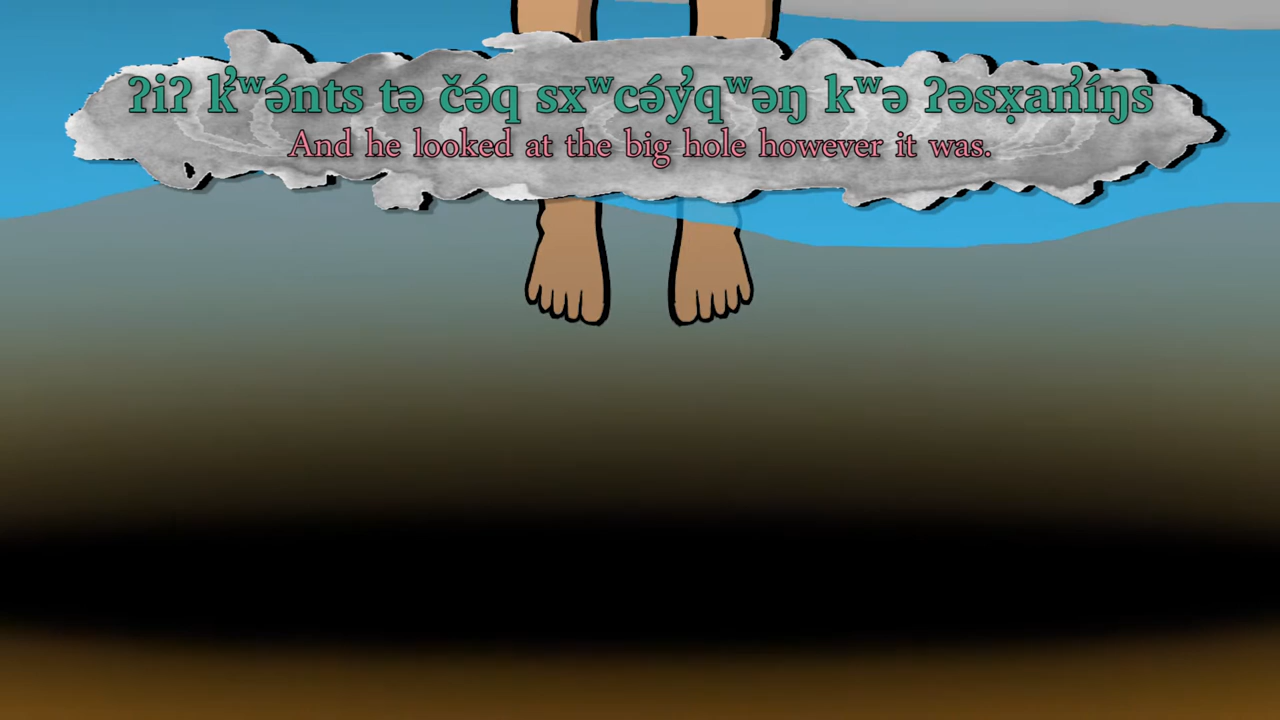 ʔiʔ k̓ʷə́nts tə čə́q sxʷcə́y̓qʷəŋ kʷə ʔəsx̣an̓íŋs
And he looked at the big hole however it was.